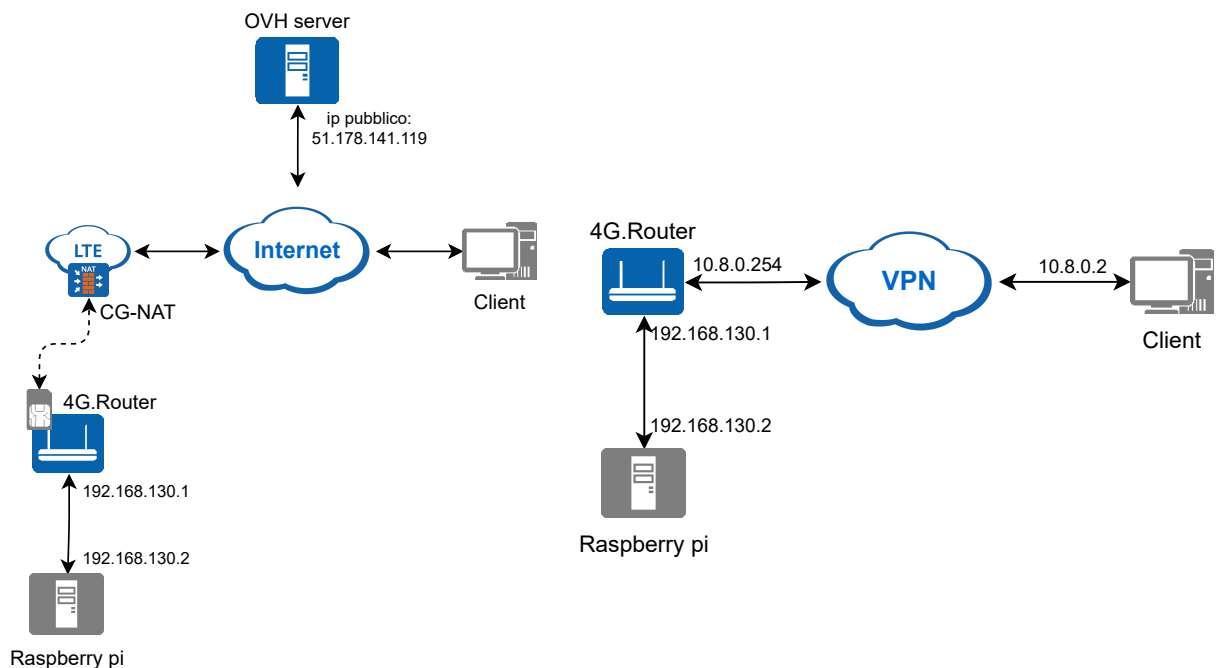 OVH server
ip pubblico:
51.178.141.119
LTE
NAT
CG-NAT
Internet
Client
4G.Router
192.168.130.1
192.168.130.2
Raspberry pi
4G.Router
10.8.0.254
VPN
10.8.0.2
Client
192.168.130.1
192.168.130.2
Raspberry pi